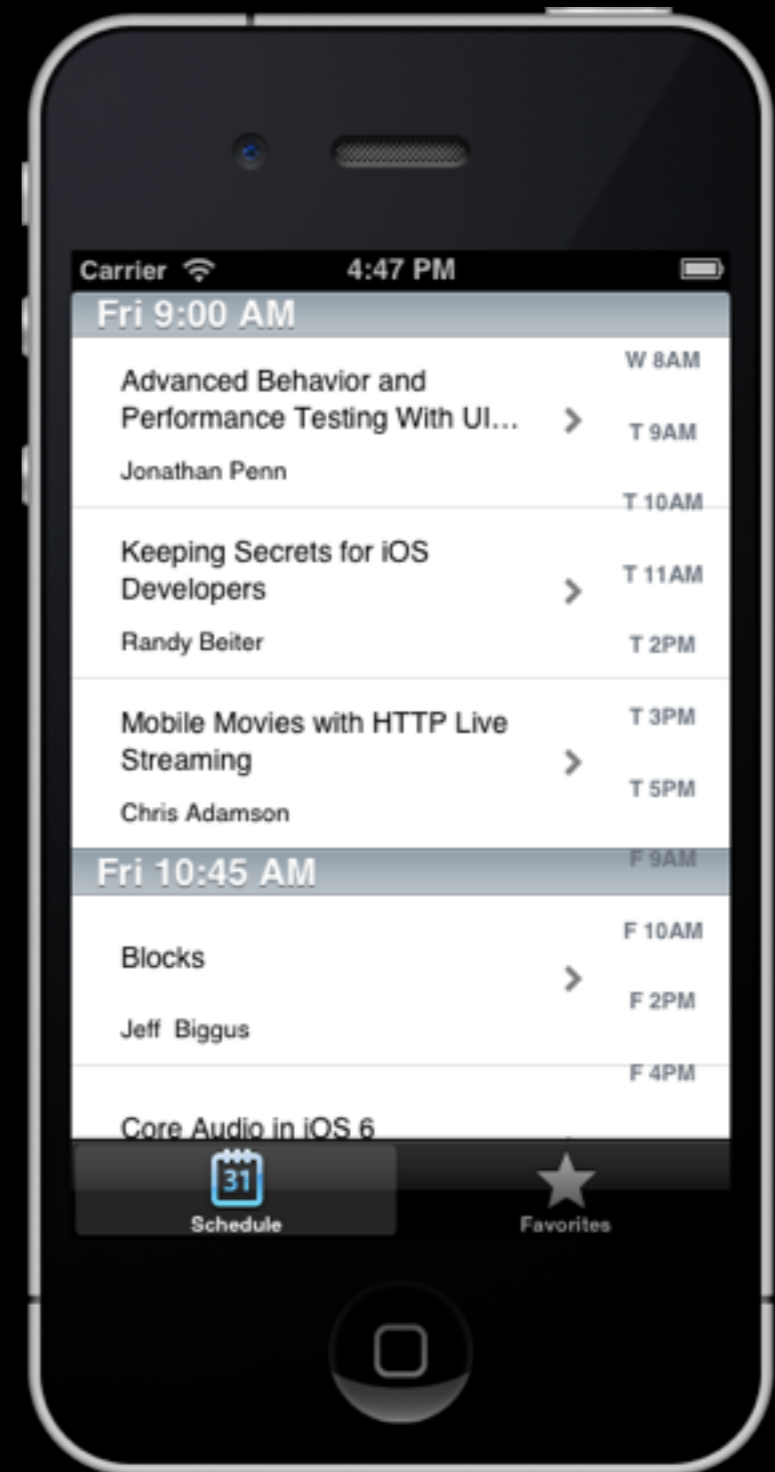 Carrier 4:47 PM
Fri 9:00 AM
Advanced Behavior and
Performance Testing With UI...
Jonathan Penn
Keeping Secrets for iOS
Developers
Randy Beiter
Mobile Movies with HTTP Live
Streaming
Chris Adamson
Fri 10:45 AM
Blocks
Jeff Biggus
Core Audio in iOS 6
W 8AM
T 9AM
T 10AM
T 11AM
T 2PM
T 3PM
T 5PM
F 9AM
F 10AM
F 2PM
F 4PM
31
Schedule
Favorites